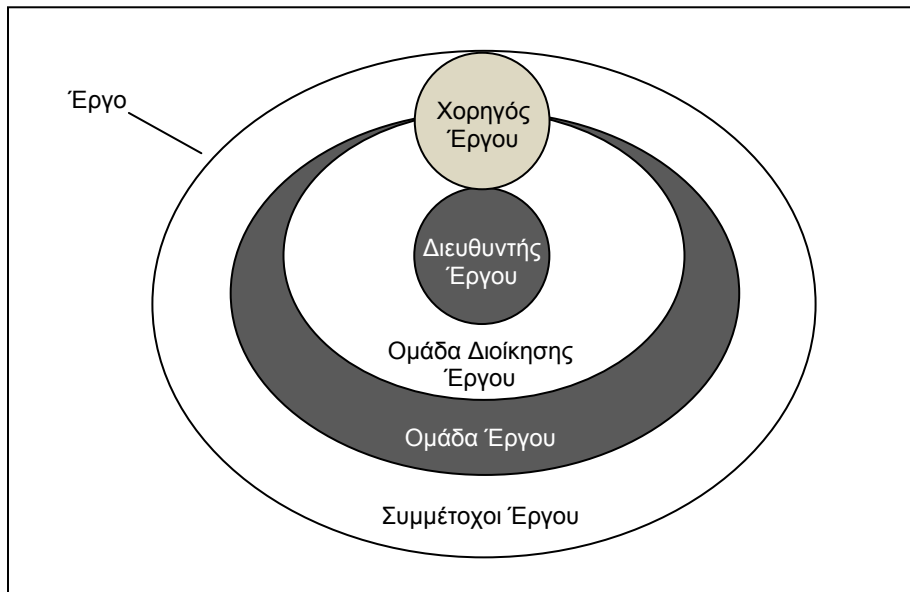 Έργο
Χορηγός
Έργου
Διευθυντής
Έργου
Ομάδα Διοίκησης
Έργου
Ομάδα Έργου
Συμμέτοχοι Έργου